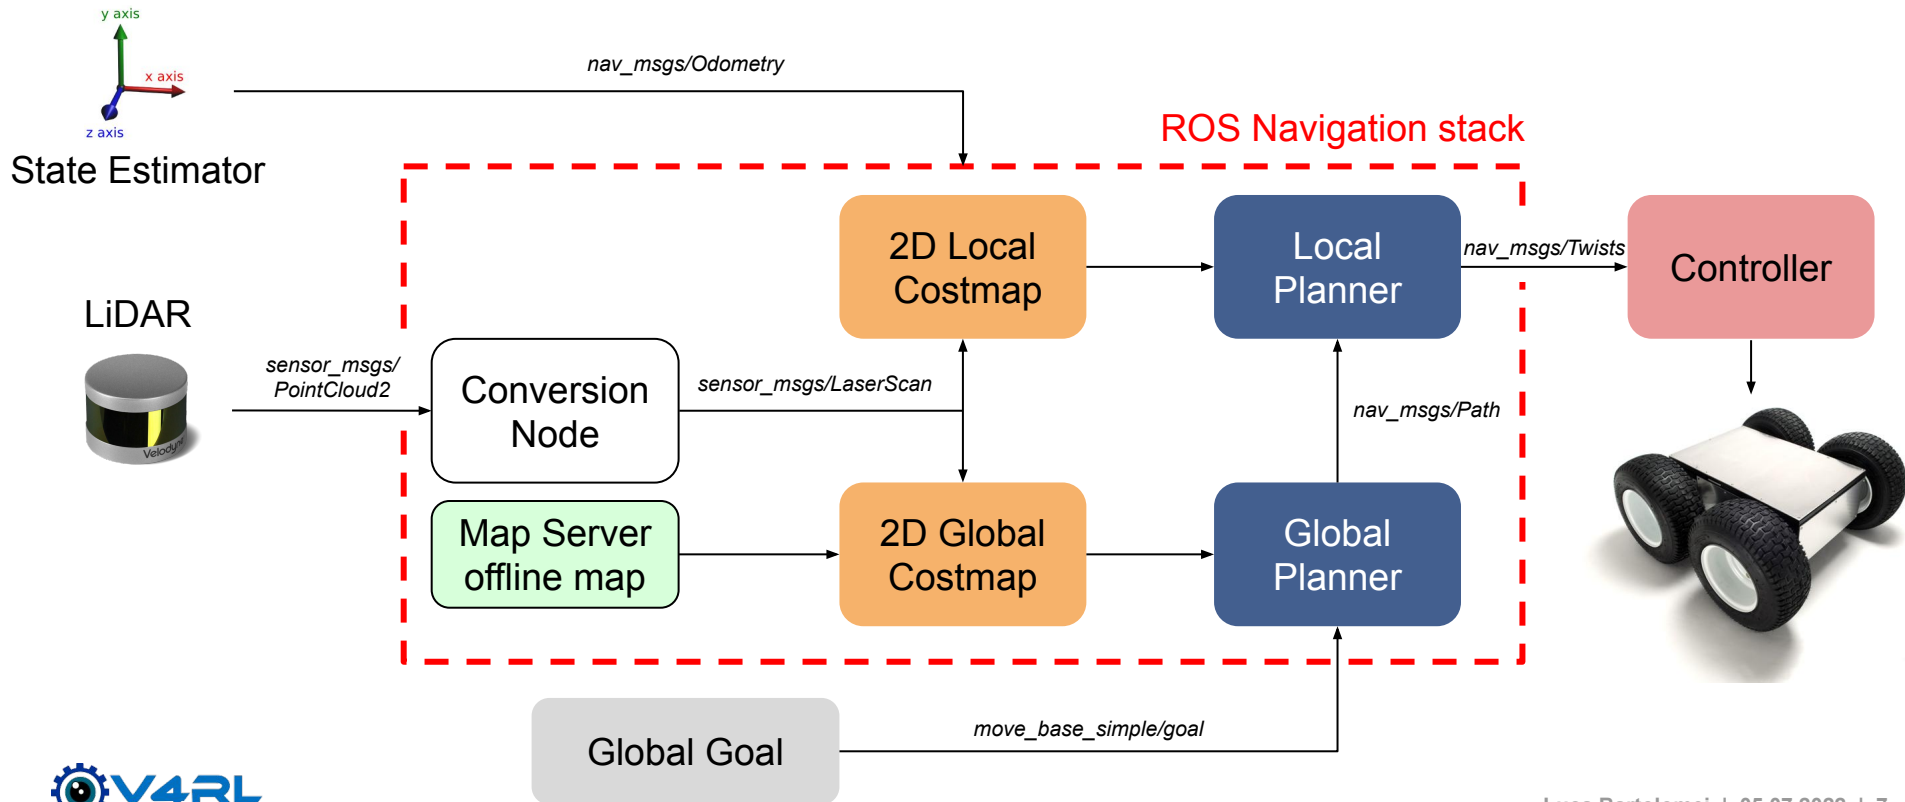 y axis
x axis
z axis
State Estimator
nav_msgs/Odometry
ROS Navigation stack
LiDAR
Velodyne
sensor_msgs/
PointCloud2
Conversion
Node
sensor_msgs/LaserScan
Map Server
offline map
2D Local
Costmap
2D Global
Costmap
Local
Planner
nav_msgs/Path
Global
Planner
nav_msgs/Twists
Controller
Global Goal
move_base_simple/goal
V4RL